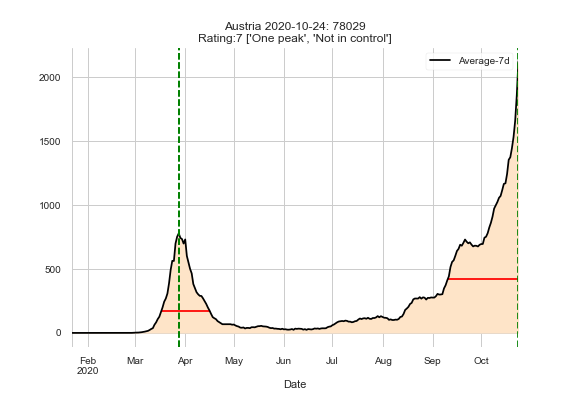 Austria 2020-10-24: 78029
Rating:7 ['One peak', 'Not in control']
Average-7d
2000
1500
1000
500
0
Feb Mar Apr May Jun Jul Aug Sep Oct
2020
Date